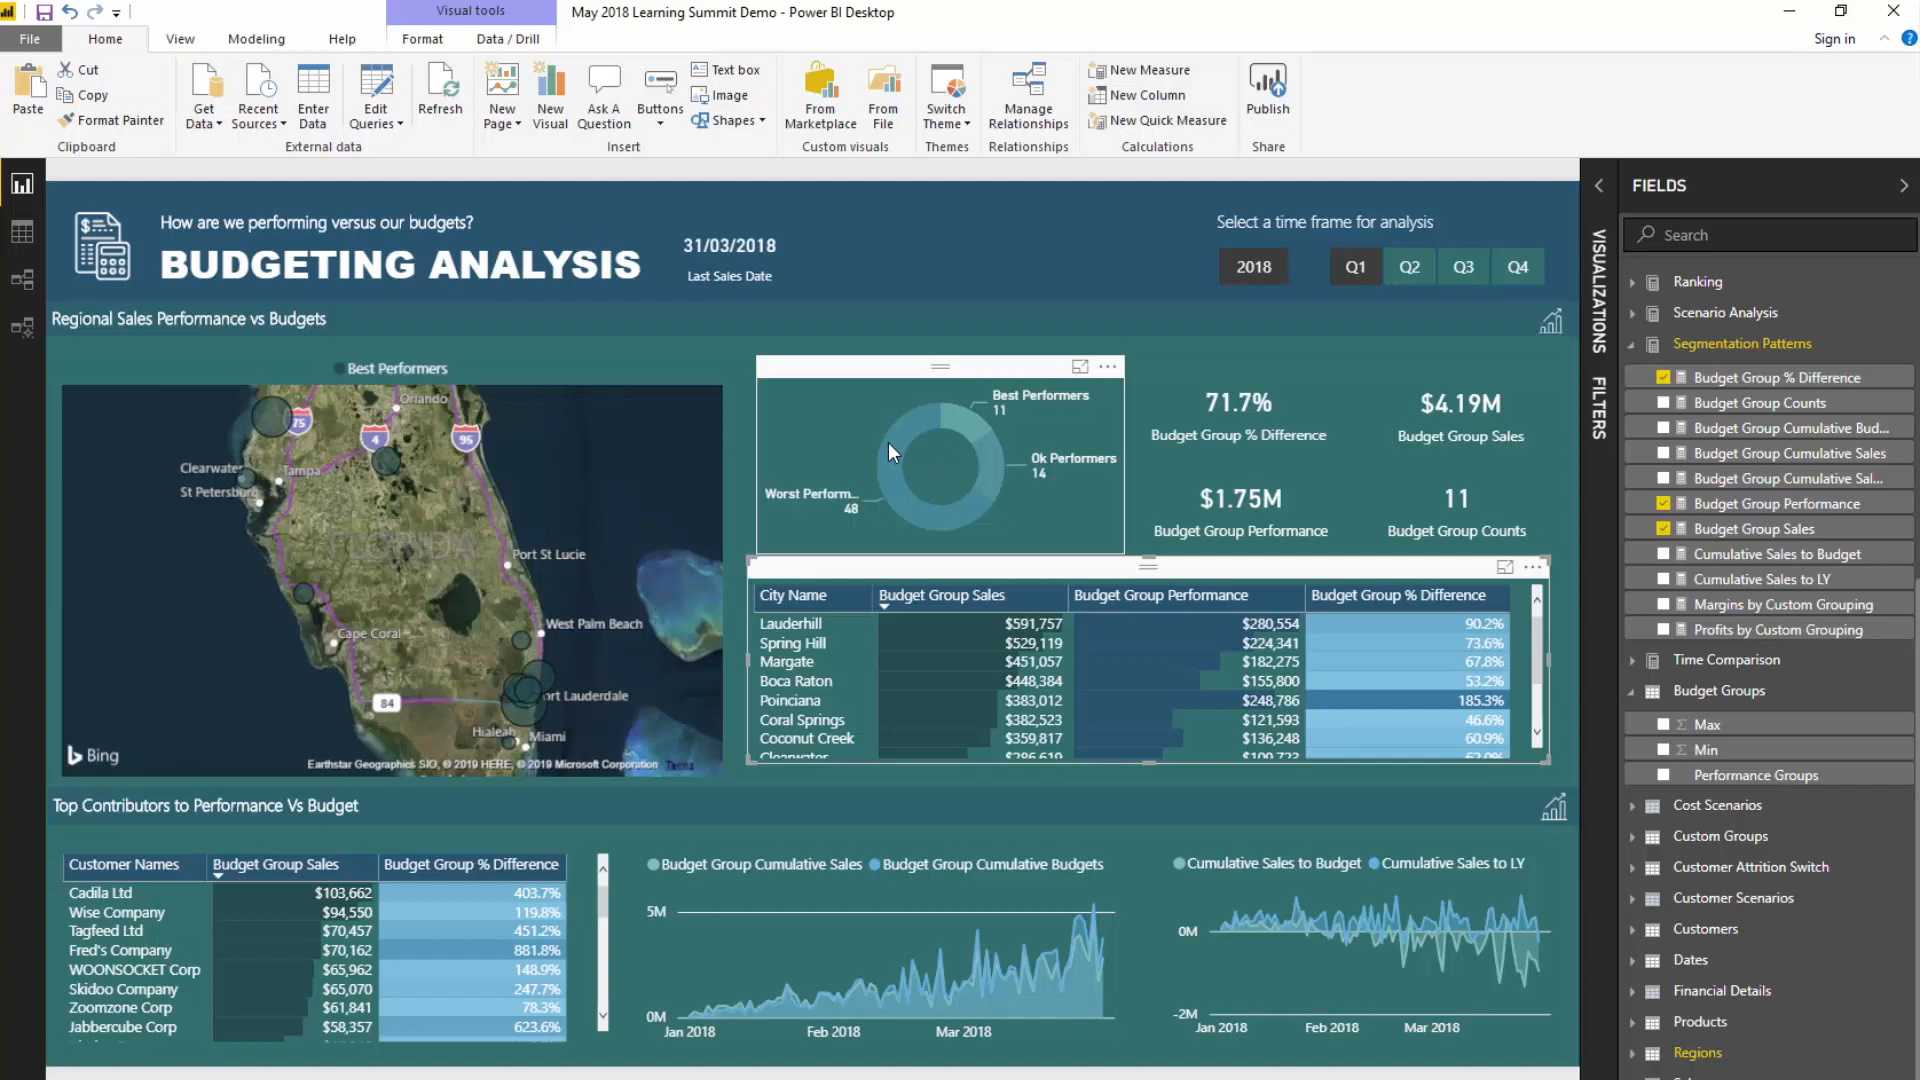 Visual tools
May 2018 Learning Summit Demo - Power BI Desktop
File
Home
View
Modeling
Help
Format
Data / Drill
Sign in
Paste
Cut
Copy
Format Painter
Clipboard
Get Data
Recent Sources
Enter Data
Edit Queries
Refresh
External data
New Page
New Visual
Ask A Question
Buttons
Text box
Image
Shapes
Insert
From Marketplace
From File
Custom visuals
Switch Theme
Themes
Manage Relationships
Relationships
New Measure
New Column
New Quick Measure
Calculations
Publish
Share
How are we performing versus our budgets?
BUDGETING ANALYSIS
31/03/2018
Last Sales Date
Select a time frame for analysis
2018
Q1
Q2
Q3
Q4
Regional Sales Performance vs Budgets
Best Performers
Orlando
75
4
95
Clearwater
Tampa
St Petersburg
FLORIDA
Port St Lucie
Cape Coral
West Palm Beach
84
ort Lauderdale
Hialeah
Miami
Bing
Earthstar Geographics SIO, © 2019 HERE, © 2019 Microsoft Corporation Terms
Best Performers
11
Ok Performers
14
Worst Perform...
48
71.7%
Budget Group % Difference
$4.19M
Budget Group Sales
$1.75M
Budget Group Performance
11
Budget Group Counts
City Name Budget Group Sales Budget Group Performance Budget Group % Difference
Lauderhill $591,757 $280,554 90.2%
Spring Hill $529,119 $224,341 73.6%
Margate $451,057 $182,275 67.8%
Boca Raton $448,384 $155,800 53.2%
Poinciana $383,012 $248,786 185.3%
Coral Springs $382,523 $121,593 46.6%
Coconut Creek $359,817 $136,248 60.9%
Clearwater $286,619 $109,723 62.0%
Top Contributors to Performance Vs Budget
Customer Names Budget Group Sales Budget Group % Difference
Cadila Ltd $103,662 403.7%
Wise Company $94,550 119.8%
Tagfeed Ltd $70,457 451.2%
Fred's Company $70,162 881.8%
WOONSOCKET Corp $65,962 148.9%
Skidoo Company $65,070 247.7%
Zoomzone Corp $61,841 78.3%
Jabbercube Corp $58,357 623.6%
Budget Group Cumulative Sales Budget Group Cumulative Budgets
5M
0M
Jan 2018
Feb 2018
Mar 2018
Cumulative Sales to Budget Cumulative Sales to LY
0M
-2M
Jan 2018
Feb 2018
Mar 2018
VISUALIZATIONS
FILTERS
FIELDS
Search
Ranking
Scenario Analysis
Segmentation Patterns
Budget Group % Difference
Budget Group Counts
Budget Group Cumulative Bud...
Budget Group Cumulative Sales
Budget Group Cumulative Sal...
Budget Group Performance
Budget Group Sales
Cumulative Sales to Budget
Cumulative Sales to LY
Margins by Custom Grouping
Profits by Custom Grouping
Time Comparison
Budget Groups
Max
Min
Performance Groups
Cost Scenarios
Custom Groups
Customer Attrition Switch
Customer Scenarios
Customers
Dates
Financial Details
Products
Regions